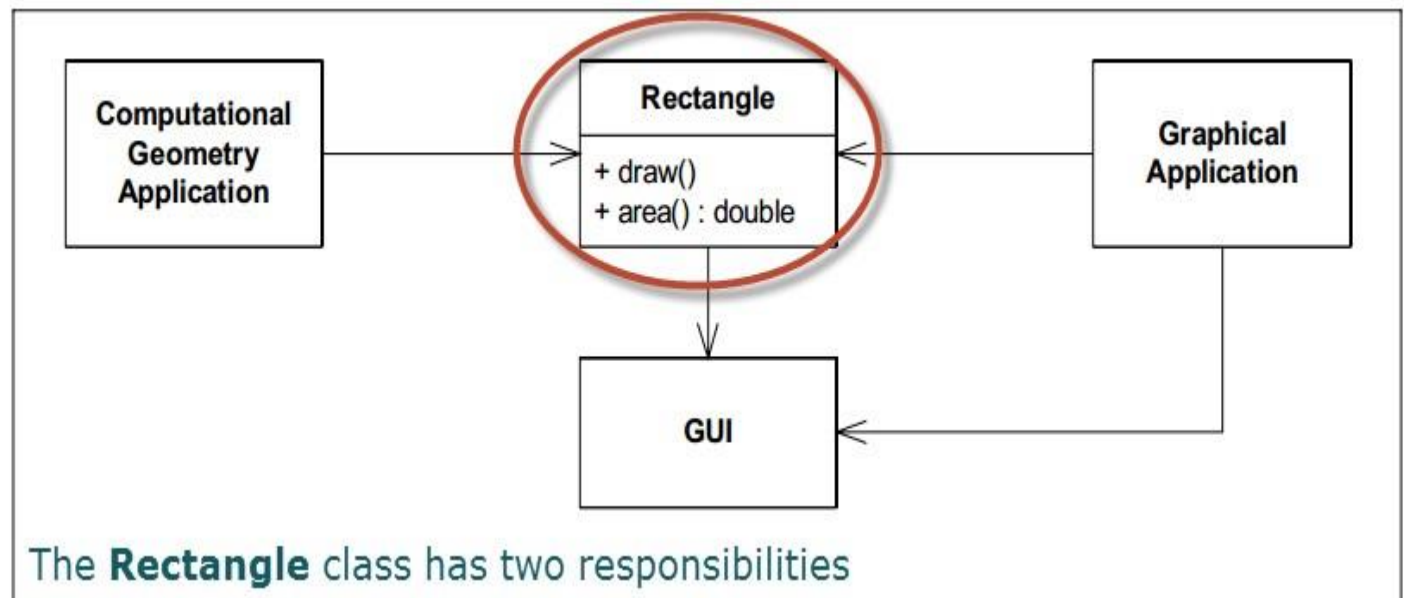 Computational
Geometry
Application
Rectangle
+ draw()
+ area() : double
Graphical
Application
GUI
The Rectangle class has two responsibilities